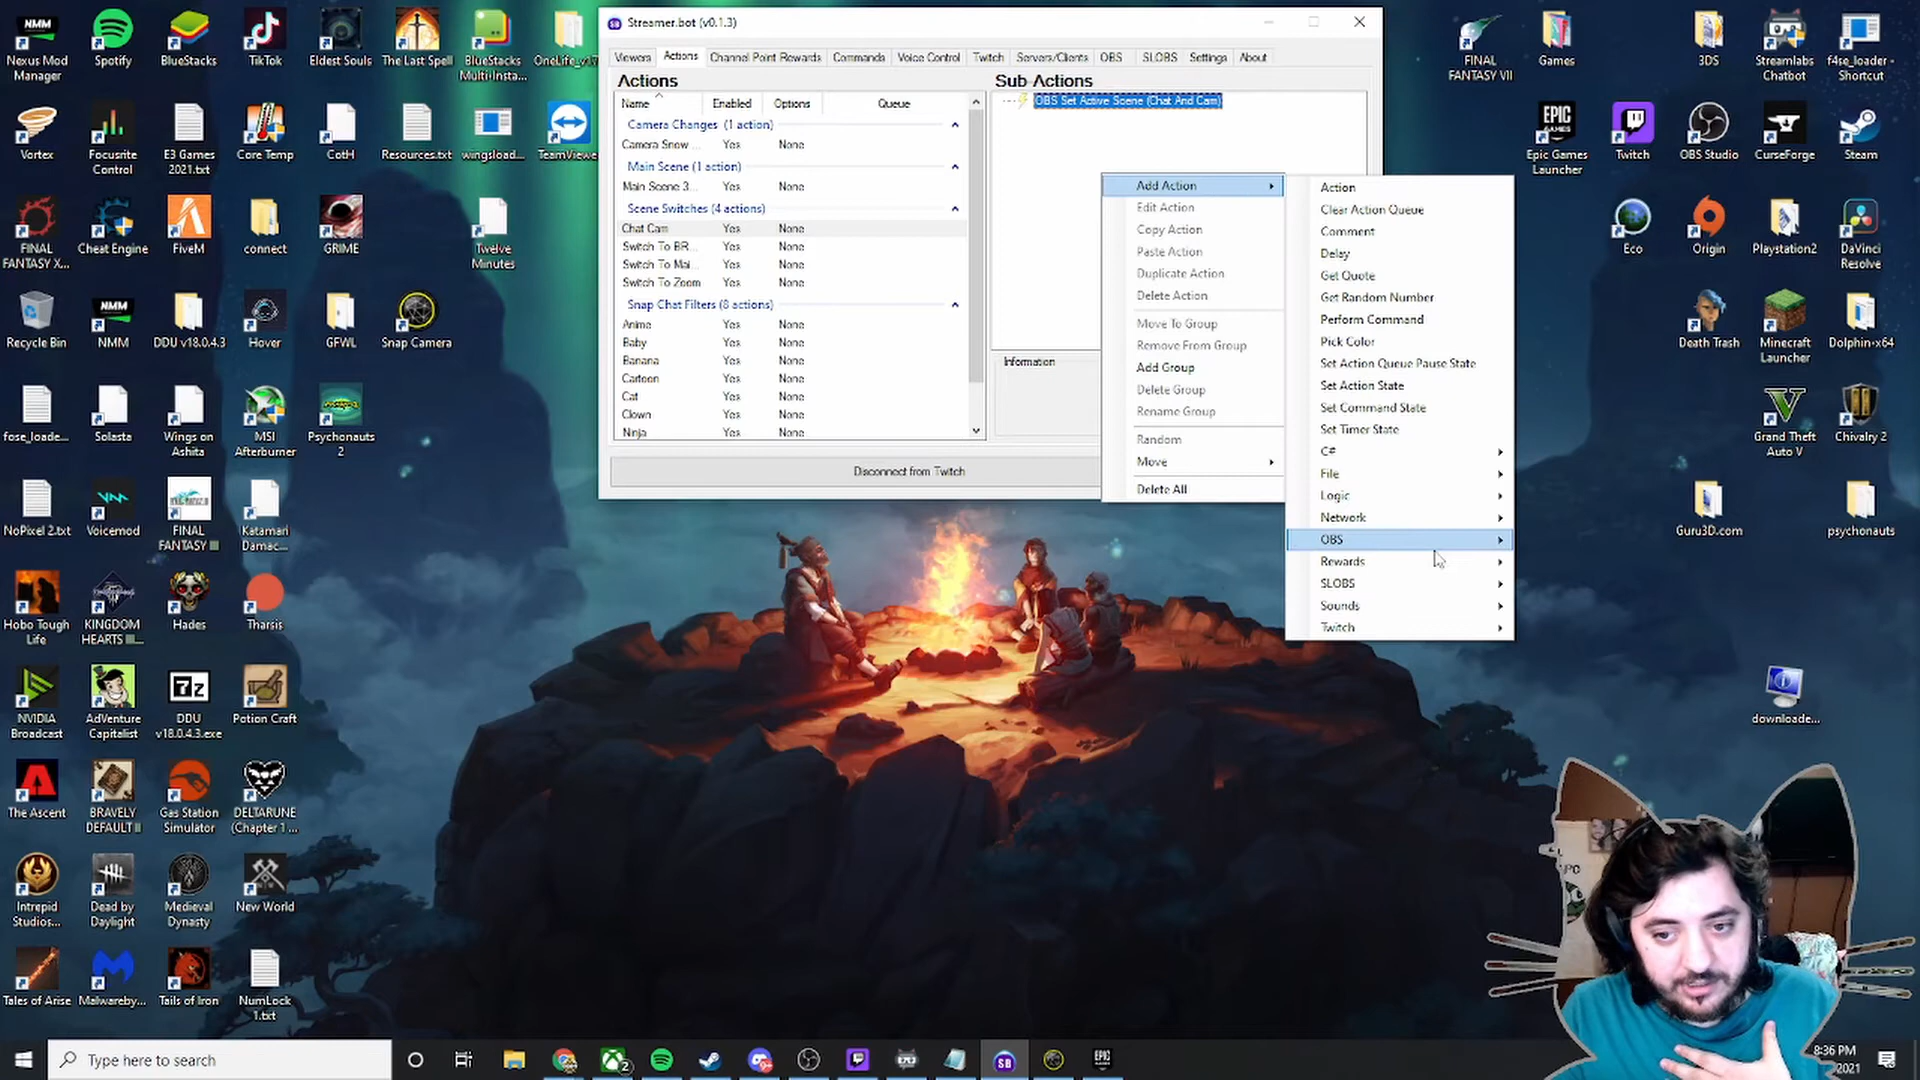 Nexus Mod Manager
Spotify
BlueStacks
TikTok
Eldest Souls
The Last Spell
BlueStacks Multi-Insta...
Vortex
Focusrite Control
E3 Games 2021.txt
Core Temp
CotH
Resources.txt
wingsload...
TeamViewe
FINAL FANTASY X...
Cheat Engine
FiveM
connect
GRIME
Twelve Minutes
Recycle Bin
NMM
DDU v18.0.4.3
Hover
GFWL
Snap Camera
fose_loade...
Solasta
Wings on Ashita
MSI Afterburner
Psychonauts 2
NoPixel 2.txt
Voicemod
FINAL FANTASY III
Katamari Damac...
Hobo Tough Life
KINGDOM HEARTS III...
Hades
Tharsis
NVIDIA Broadcast
AdVenture Capitalist
DDU v18.0.4.3.exe
Potion Craft
The Ascent
BRAVELY DEFAULT II
Gas Station Simulator
DELTARUNE (Chapter 1 ...
Intrepid Studios...
Dead by Daylight
Medieval Dynasty
New World
Tales of Arise
Malwareby...
Tails of Iron
NumLock 1.txt
Streamer.bot (v0.1.3)
Viewers Actions Channel Point Rewards Commands Voice Control Twitch Servers/Clients OBS SLOBS Settings About
Actions
Name Enabled Options Queue
Camera Changes (1 action)
Camera Snow ... Yes None
Main Scene (1 action)
Main Scene 3... Yes None
Scene Switches (4 actions)
Chat Cam Yes None
Switch To BR... Yes None
Switch To Mai... Yes None
Switch To Zoom Yes None
Snap Chat Filters (8 actions)
Anime Yes None
Baby Yes None
Banana Yes None
Cartoon Yes None
Cat Yes None
Clown Yes None
Ninja Yes None
Disconnect from Twitch
Sub-Actions
OBS Set Active Scene (Chat And Cam)
Information
Add Action
Edit Action
Copy Action
Paste Action
Duplicate Action
Delete Action
Move To Group
Remove From Group
Add Group
Delete Group
Rename Group
Random
Move
Delete All
Action
Clear Action Queue
Comment
Delay
Get Quote
Get Random Number
Perform Command
Pick Color
Set Action Queue Pause State
Set Action State
Set Command State
Set Timer State
C#
File
Logic
Network
OBS
Rewards
SLOBS
Sounds
Twitch
FINAL FANTASY VII
Games
3DS
Streamlabs Chatbot
f4se_loader - Shortcut
Epic Games Launcher
Twitch
OBS Studio
CurseForge
Steam
Eco
Origin
Playstation2
DaVinci Resolve
Death Trash
Minecraft Launcher
Dolphin-x64
Grand Theft Auto V
Chivalry 2
Guru3D.com
psychonauts
downloade...
Type here to search
8:36 PM
2021